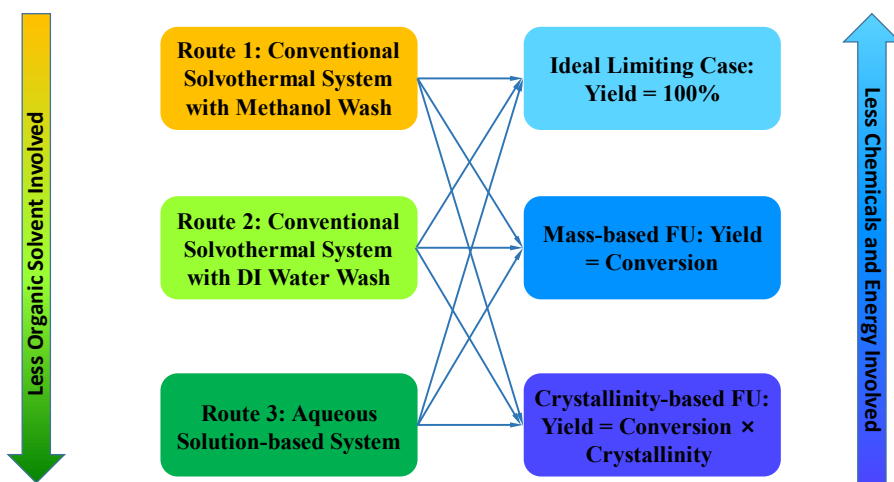 Less Organic Solvent Involved
Route 1: Conventional
Solvothermal System
with Methanol Wash
Ideal Limiting Case:
Yield = 100%
Route 2: Conventional
Solvothermal System
with DI Water Wash
Mass-based FU: Yield
= Conversion
Route 3: Aqueous
Solution-based System
Crystallinity-based FU:
Yield = Conversion ×
Crystallinity
Less Chemicals and Energy Involved